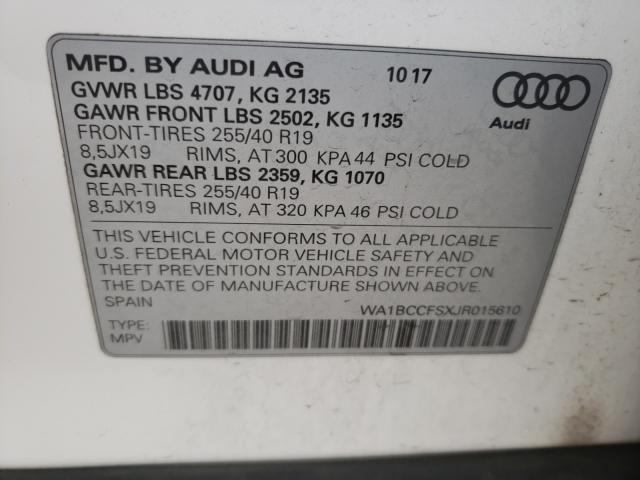 MFD. BY AUDI AG 10 17
GVWR LBS 4707, KG 2135
GAWR FRONT LBS 2502, KG 1135
FRONT-TIRES 255/40 R19
8,5JX19 RIMS, AT 300 KPA 44 PSI COLD
GAWR REAR LBS 2359, KG 1070
REAR-TIRES 255/40 R19
8,5JX19 RIMS, AT 320 KPA 46 PSI COLD
Audi
THIS VEHICLE CONFORMS TO ALL APPLICABLE
U.S. FEDERAL MOTOR VEHICLE SAFETY AND
THEFT PREVENTION STANDARDS IN EFFECT ON
THE DATE OF MANUFACTURE SHOWN ABOVE.
SPAIN WA1BCCFSXJR015610
TYPE:
MPV